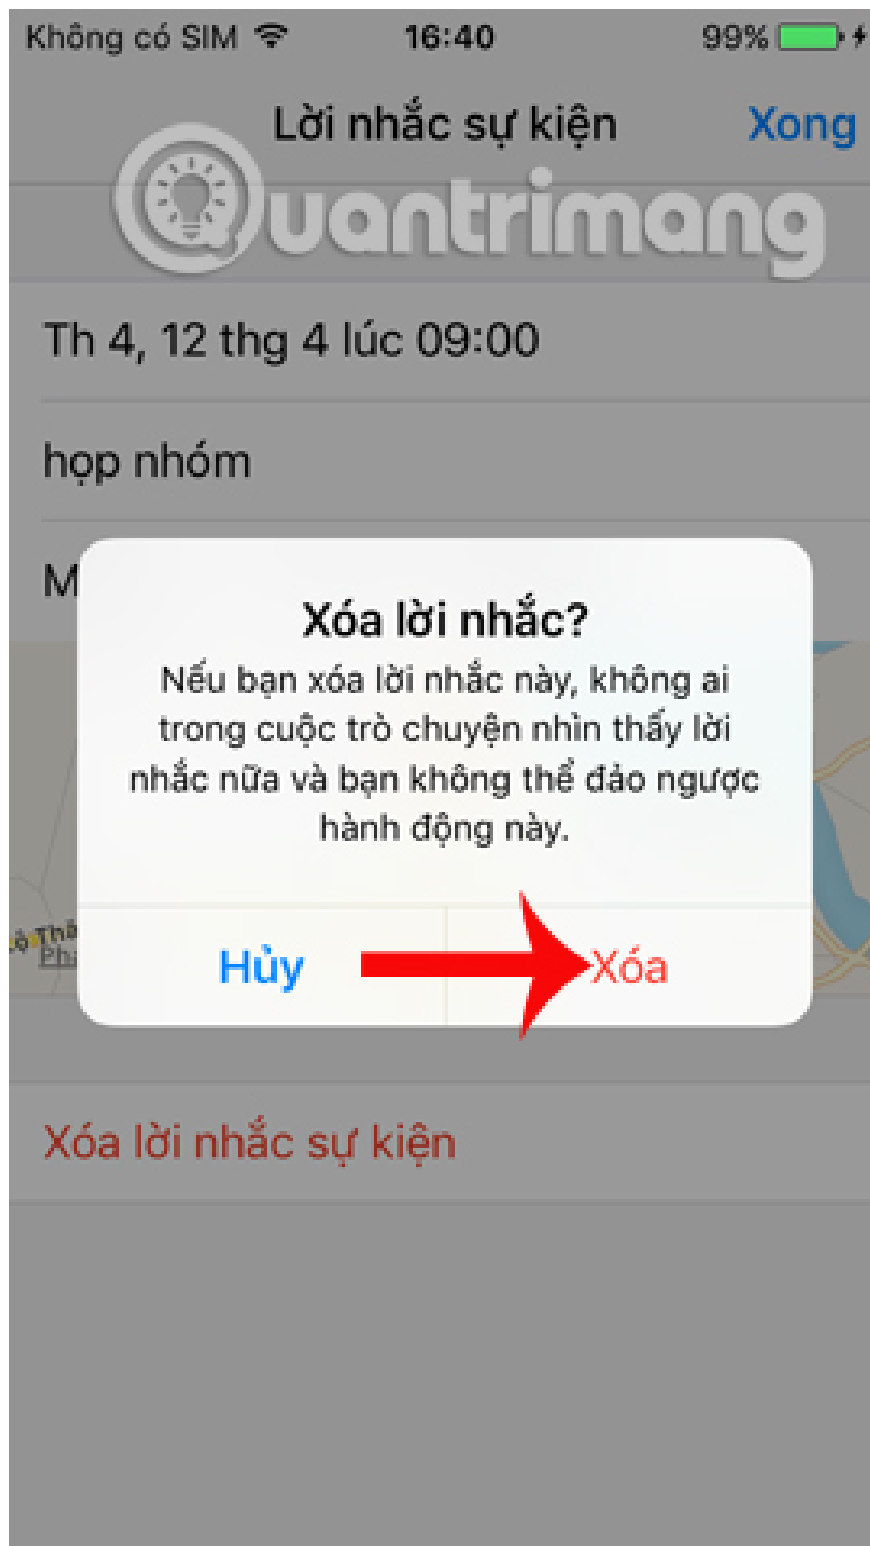 Không có SIM 16:40 99%
Lời nhắc sự kiện Xong
Quantrimang
Th 4, 12 thg 4 lúc 09:00
họp nhóm
Xóa lời nhắc?
Nếu bạn xóa lời nhắc này, không ai
trong cuộc trò chuyện nhìn thấy lời
nhắc nữa và bạn không thể đảo ngược
hành động này.
Hủy Xóa
Xóa lời nhắc sự kiện